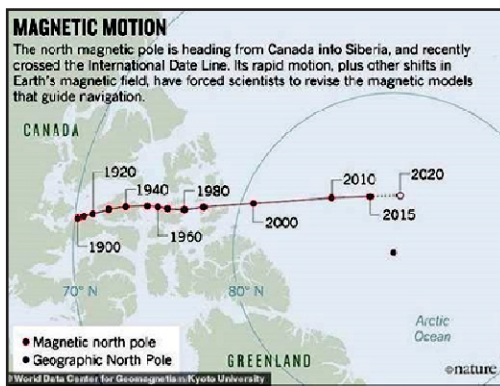 MAGNETIC MOTION
The north magnetic pole is heading from Canada into Siberia, and recently
crossed the International Date Line. Its rapid motion, plus other shifts in
Earth's magnetic field, have forced scientists to revise the magnetic models
that guide navigation.
CANADA
1920
1940
1980
2010
2020
1900
1960
2000
2015
70° N
80° N
Arctic
Ocean
Magnetic north pole
Geographic North Pole
GREENLAND
©nature
World Data Center for Geomagnetism/Kyoto University